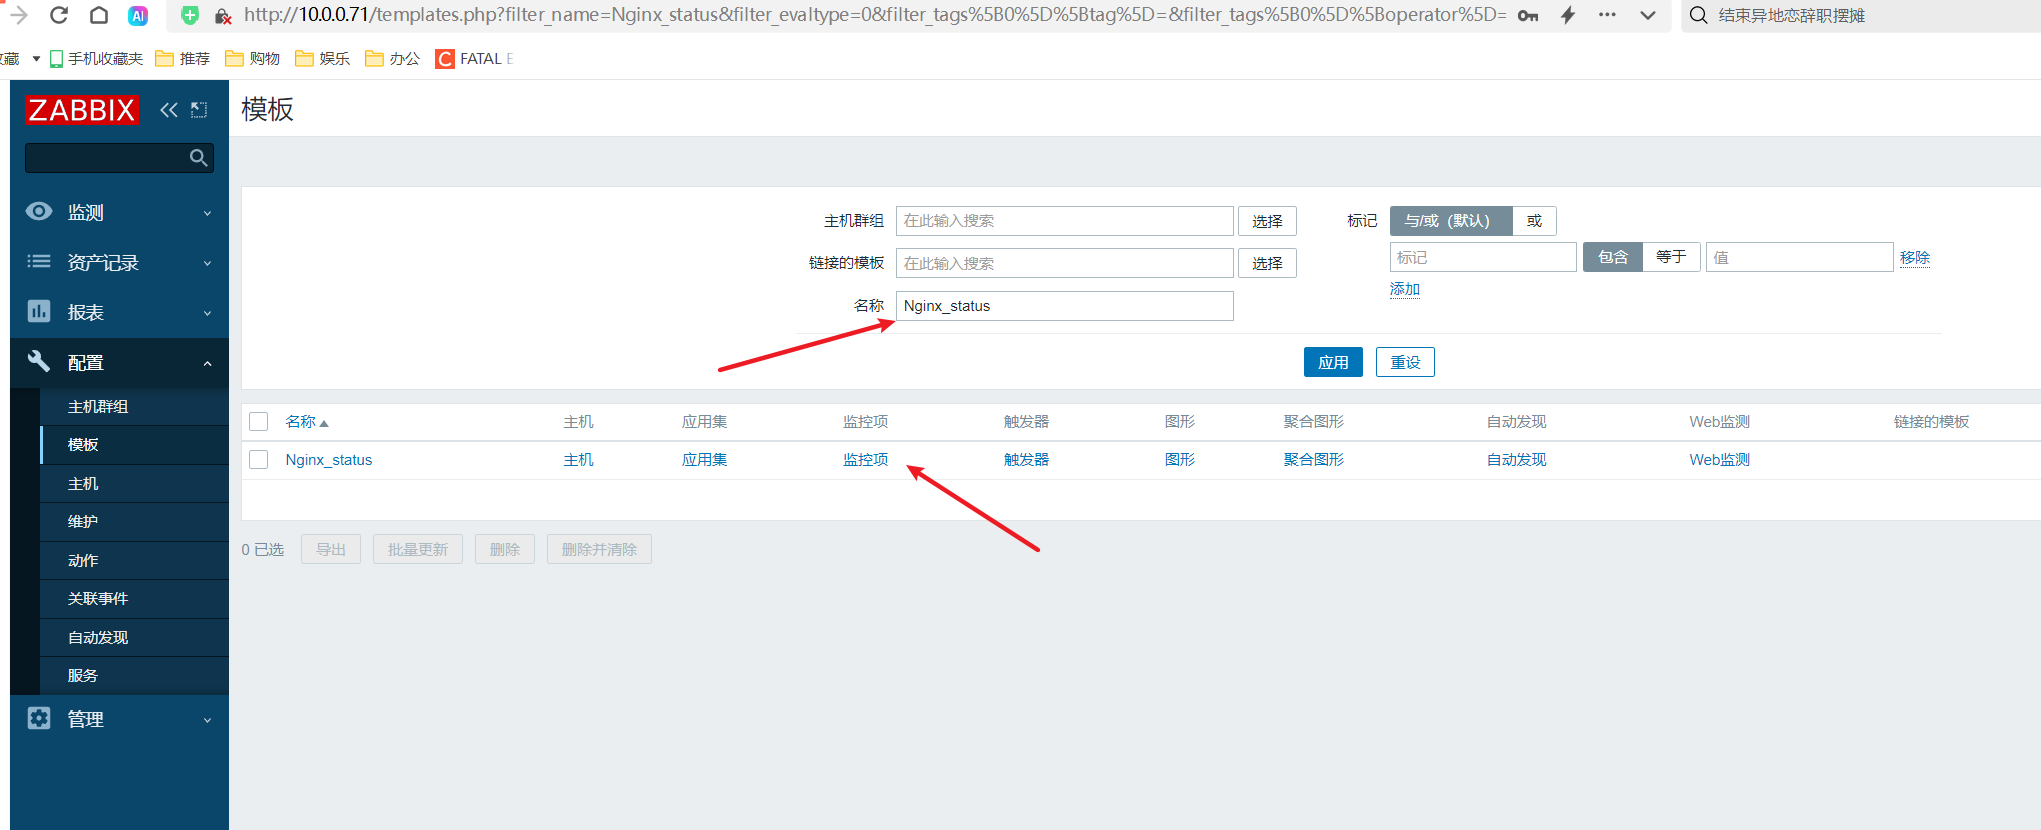 http://10.0.0.71/templates.php?filter_name=Nginx_status&filter_evaltype=0&filter_tags%5B0%5D%5Btag%5D=&filter_tags%5B0%5D%5Boperator%5D=
结束异地恋辞职摆摊
收藏
手机收藏夹
推荐
购物
娱乐
办公
C FATAL E
ZABBIX
模板
监测
资产记录
报表
配置
主机群组
模板
主机
维护
动作
关联事件
自动发现
服务
管理
主机群组 在此输入搜索 选择
链接的模板 在此输入搜索 选择
名称 Nginx_status
标记 与/或（默认） 或
标记 包含 等于 值 移除
添加
应用 重设
名称 主机 应用集 监控项 触发器 图形 聚合图形 自动发现 Web监测 链接的模板
Nginx_status 主机 应用集 监控项 触发器 图形 聚合图形 自动发现 Web监测
0 已选 导出 批量更新 删除 删除并清除